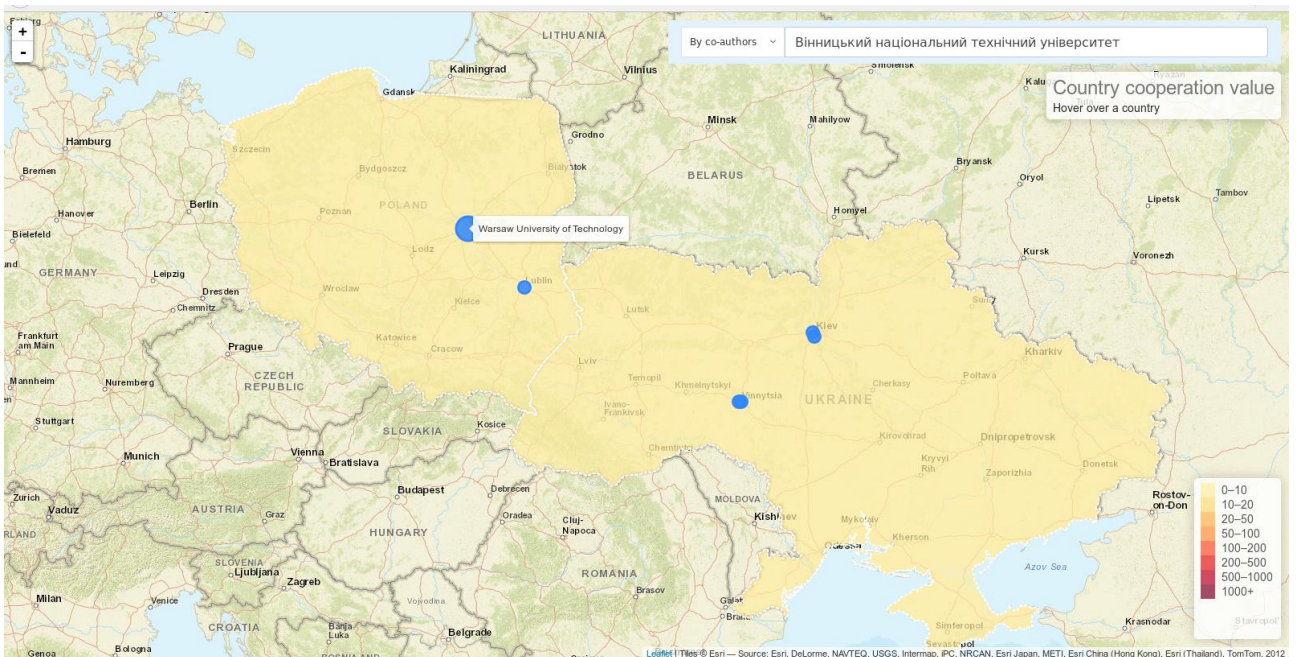 +
-
By co-authors
Вінницький національний технічний університет
Country cooperation value
Hover over a country
LITHUANIA
Kaliningrad
Vilnius
Smolensk
Ryazan
Gdansk
Minsk
Mahilyow
Hamburg
Szczecin
Grodno
Bialystok
Bydgoszcz
BELARUS
Bryansk
Oryol
Bremen
Lipetsk
Tambov
Hanover
Berlin
Poznan
POLAND
Homyel
Warsaw University of Technology
Bielefeld
Lodz
Kursk
Voronezh
GERMANY
Leipzig
Lublin
Dresden
Wroclaw
Kielce
Lutsk
Chemnitz
Kiev
Frankfurt
am Main
Katowice
Cracow
Prague
Lviv
Kharkiv
CZECH
REPUBLIC
Ternopil
Khmelnytskyi
Cherkasy
Poltava
Mannheim
Nuremberg
Vinnytsia
UKRAINE
Ivano-
Frankivsk
Stuttgart
SLOVAKIA
Kosice
Kirovohrad
Dnipropetrovsk
Munich
Vienna
Bratislava
Kryvyi
Rih
Zaporizhia
Donetsk
Budapest
Debrecen
MOLDOVA
Zurich
Vaduz
AUSTRIA
Graz
Oradea
Cluj-
Napoca
HUNGARY
Rostov-
on-Don
Mykolaiv
Kherson
Odessa
SLOVENIA
Ljubljana
Zagreb
ROMANIA
Azov Sea
Milan
Venice
Vojvodina
Brasov
CROATIA
Banja
Luka
Belgrade
Simferopol
Sevastopol
Krasnodar
Stavropol'
Genoa
Bologna
0–10
10–20
20–50
50–100
100–200
200–500
500–1000
1000+
Leaflet | Tiles © Esri — Source: Esri, DeLorme, NAVTEQ, USGS, Intermap, iPC, NRCAN, Esri Japan, METI, Esri China (Hong Kong), Esri (Thailand), TomTom, 2012